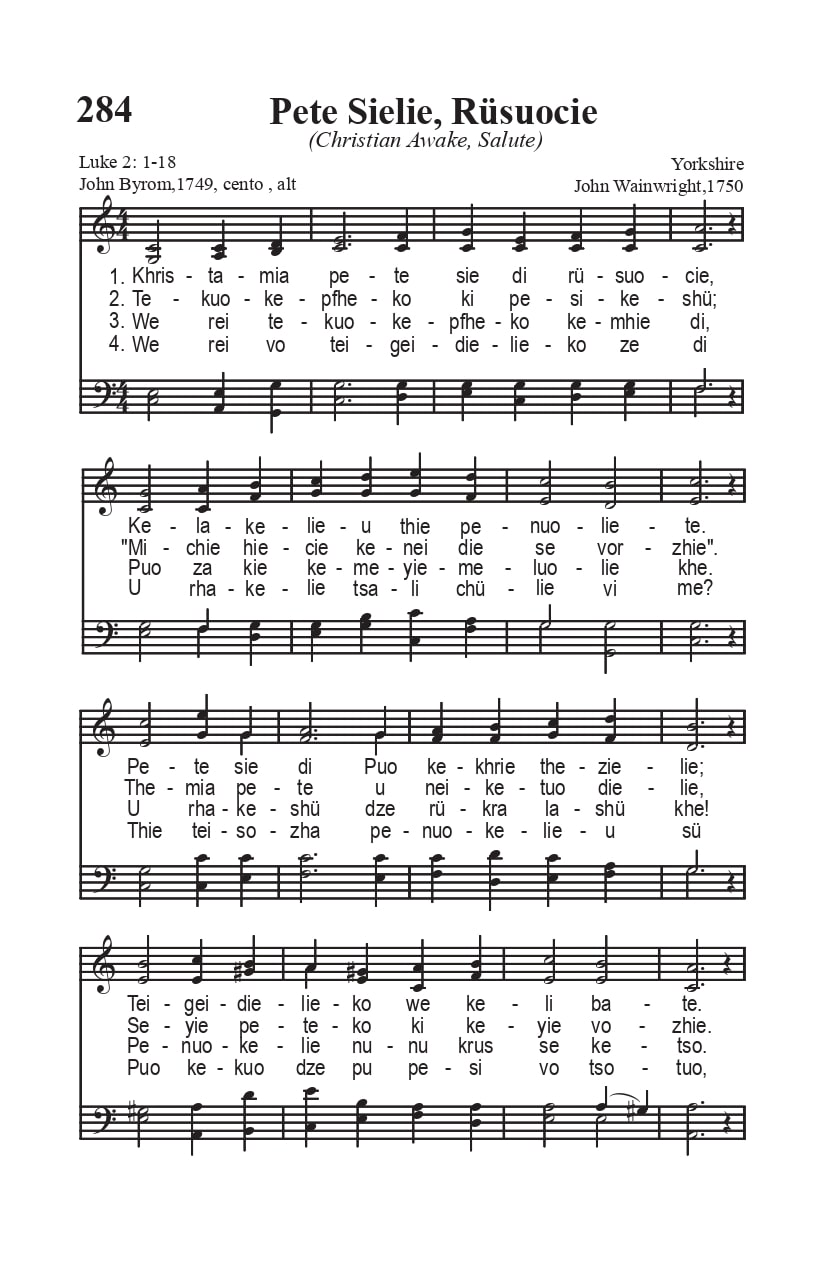 284 Pete Sielie, Rüsuocie
(Christian Awake, Salute)
Luke 2: 1-18 Yorkshire
John Byrom,1749, cento , alt John Wainwright,1750
1. Khris - ta - mia pe - te sie di rü - suo - cie,
2. Te - kuo - ke - pfhe - ko ki pe - si - ke - shü;
3. We rei te - kuo - ke - pfhe - ko ke - mhie di,
4. We rei vo tei - gei - die - lie - ko ze di
Ke - la - ke - lie - u thie pe - nuo - lie - te.
"Mi - chie hie - cie ke - nei die se vor - zhie".
Puo za kie ke - me - yie - me - luo - lie khe.
U rha - ke - lie tsa - li chü - lie vi me?
Pe - te sie di Puo ke - khrie the - zie - lie;
The - mia pe - te u nei - ke - tuo die - lie,
U rha - ke - shü dze rü - kra la - shü khe!
Thie tei - so - zha pe - nuo - ke - lie - u sü
Tei - gei - die - lie - ko we ke - li ba - te.
Se - yie pe - te - ko ki ke - yie vo - zhie.
Pe - nuo - ke - lie nu - nu krus se ke - tso.
Puo ke - kuo dze pu pe - si vo tso - tuo,